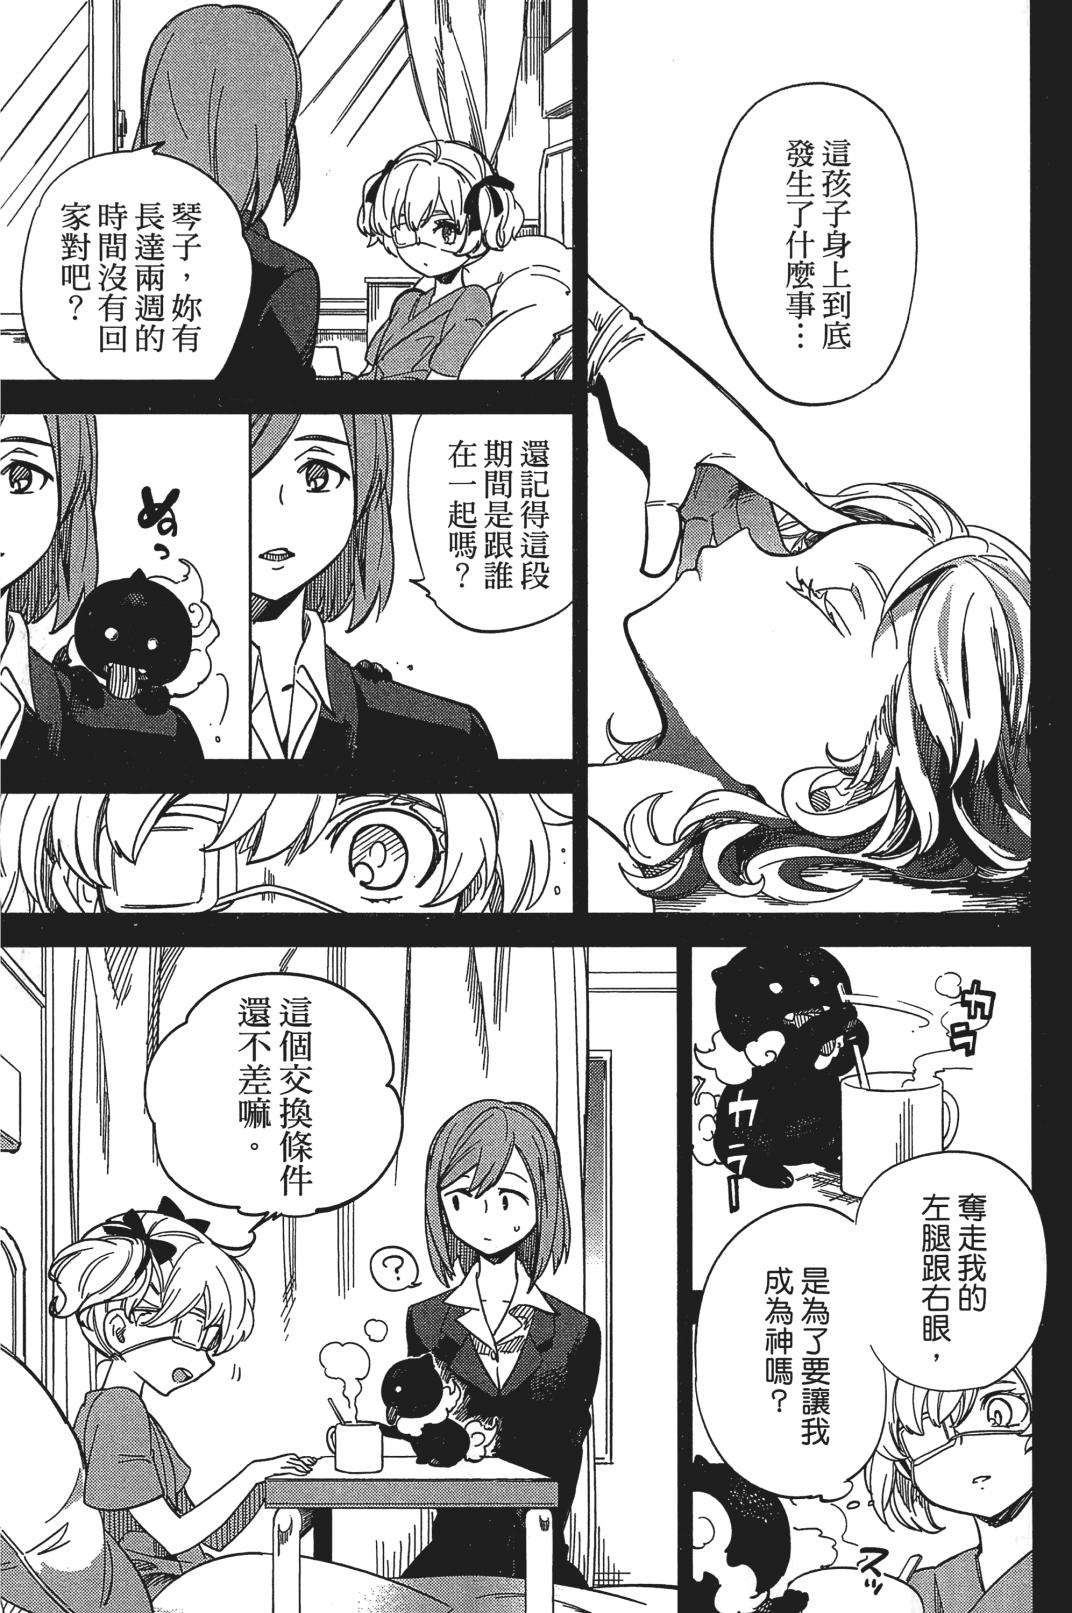 這孩子身上到底
發生了什麼事…
琴子，妳有
長達兩週的
時間沒有回
家對吧？
還記得這段
期間是跟誰
在一起嗎？
ぬっ
カラ
カラー
奪走我的
左腿跟右眼，
是為了要讓我
成為神嗎？
スッ
這個交換條件
還不差嘛。
?